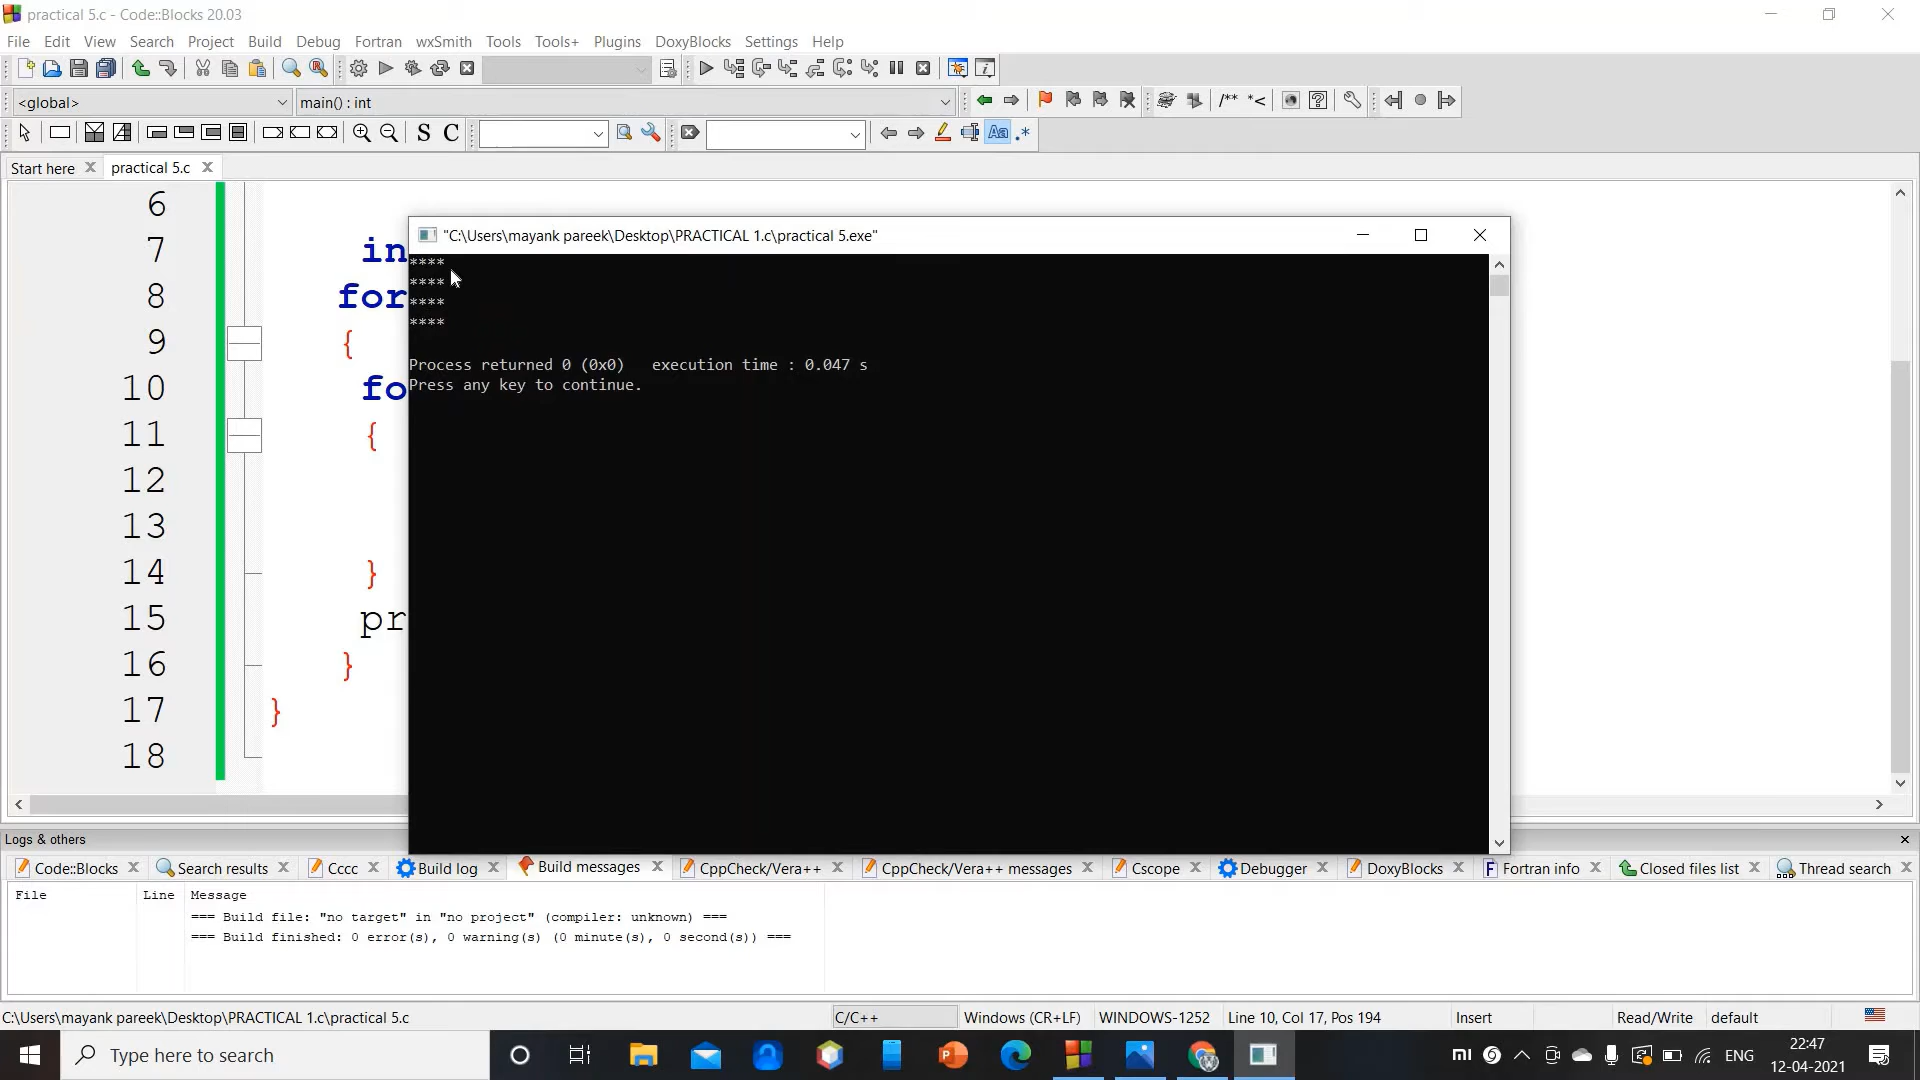 practical 5.c - Code::Blocks 20.03
File Edit View Search Project Build Debug Fortran wxSmith Tools Tools+ Plugins DoxyBlocks Settings Help
<global> main() : int /** *<
S C Aa .*
Start here practical 5.c
6
"C:\Users\mayank pareek\Desktop\PRACTICAL 1.c\practical 5.exe"
7 in
****
****
8 for
****
****
9 {
Process returned 0 (0x0) execution time : 0.047 s
10 fo
Press any key to continue.
11 {
12
13
14 }
15 pr
16 }
17 }
18
Logs & others
Code::Blocks Search results Cccc Build log Build messages CppCheck/Vera++ CppCheck/Vera++ messages Cscope Debugger DoxyBlocks Fortran info Closed files list Thread search
File Line Message
=== Build file: "no target" in "no project" (compiler: unknown) ===
=== Build finished: 0 error(s), 0 warning(s) (0 minute(s), 0 second(s)) ===
C:\Users\mayank pareek\Desktop\PRACTICAL 1.c\practical 5.c C/C++ Windows (CR+LF) WINDOWS-1252 Line 10, Col 17, Pos 194 Insert Read/Write default
Type here to search
ENG
22:47
12-04-2021